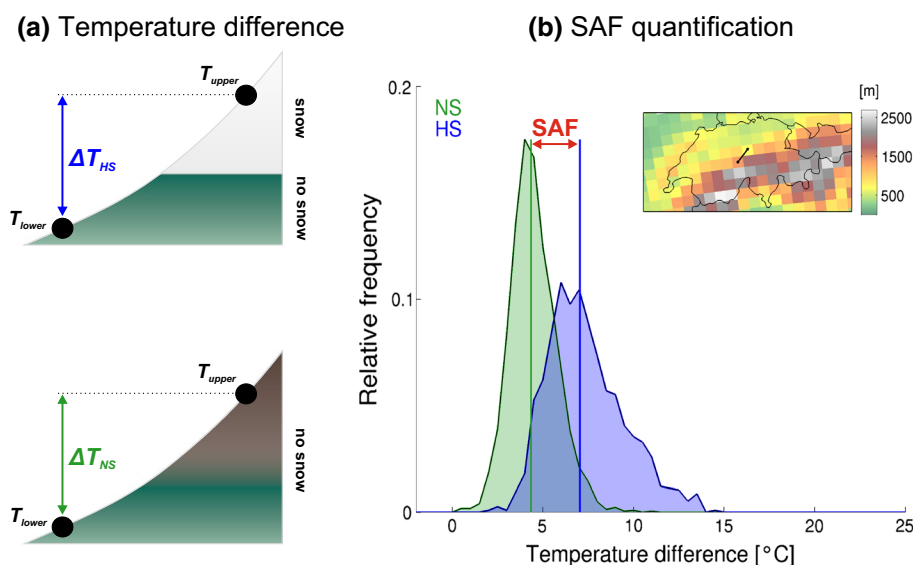 (a) Temperature difference
T_upper
ΔT_HS
T_lower
snow
no snow
T_upper
ΔT_NS
T_lower
no snow
(b) SAF quantification
0.2
NS
HS
SAF
[m]
2500
1500
500
Relative frequency
0.1
0
-2
0
5
10
15
20
25
Temperature difference [°C]